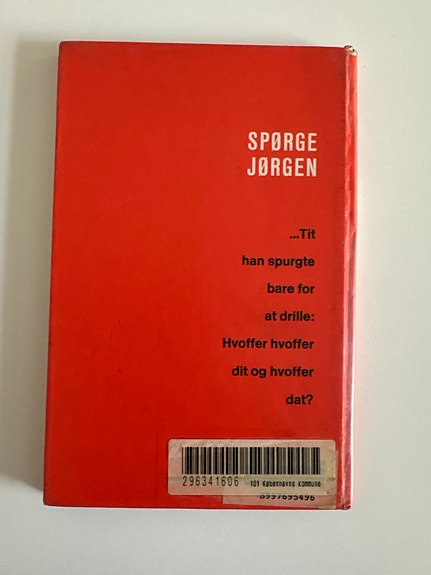 SPØRGE
JØRGEN
...Tit
han spurgte
bare for
at drille:
Hvoffer hvoffer
dit og hvoffer
dat?
296341606 101 Københavns Kommune
8997695496